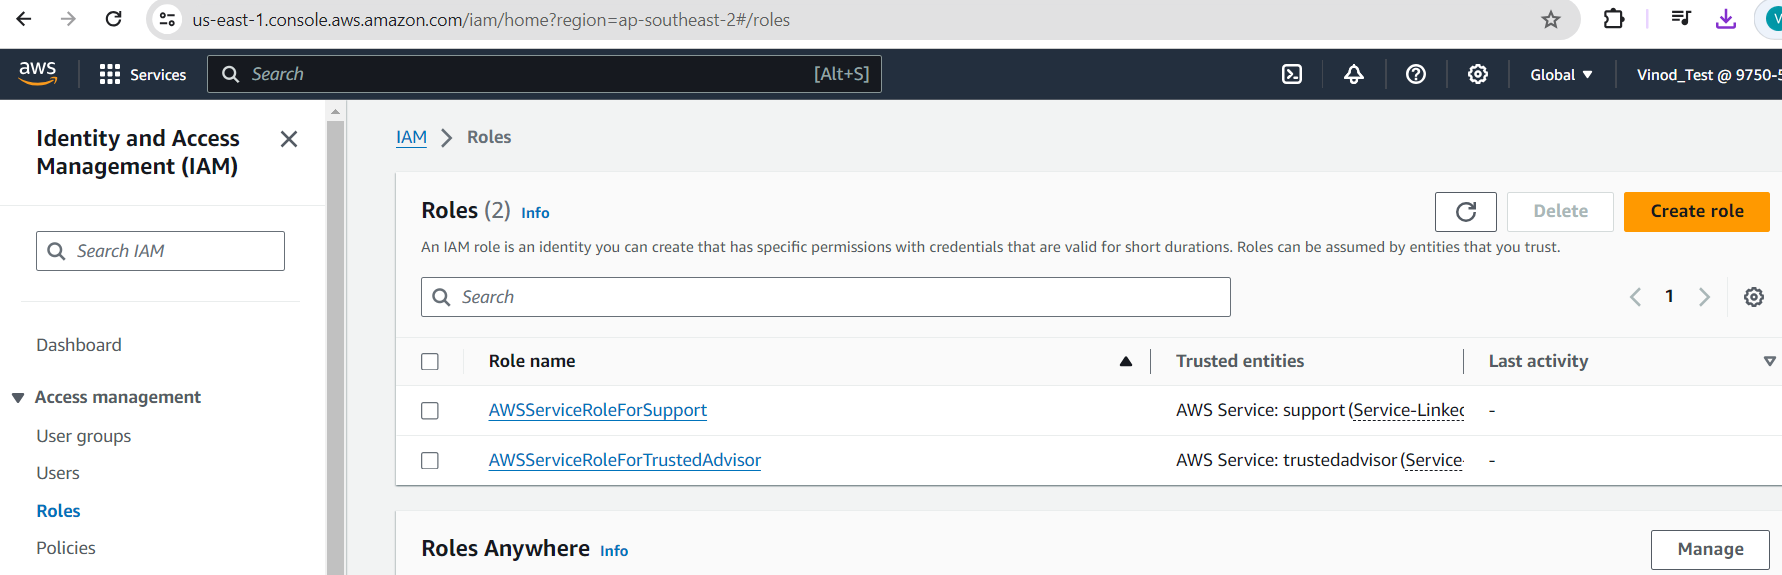 us-east-1.console.aws.amazon.com/iam/home?region=ap-southeast-2#/roles
aws
Services
Search
[Alt+S]
Global
Vinod_Test @ 9750-5
Identity and Access
Management (IAM)
Search IAM
Dashboard
Access management
User groups
Users
Roles
Policies
IAM > Roles
Roles (2) Info
Delete
Create role
An IAM role is an identity you can create that has specific permissions with credentials that are valid for short durations. Roles can be assumed by entities that you trust.
Search
1
Role name
Trusted entities
Last activity
AWSServiceRoleForSupport
AWS Service: support (Service-Linked
-
AWSServiceRoleForTrustedAdvisor
AWS Service: trustedadvisor (Service-
-
Roles Anywhere Info
Manage